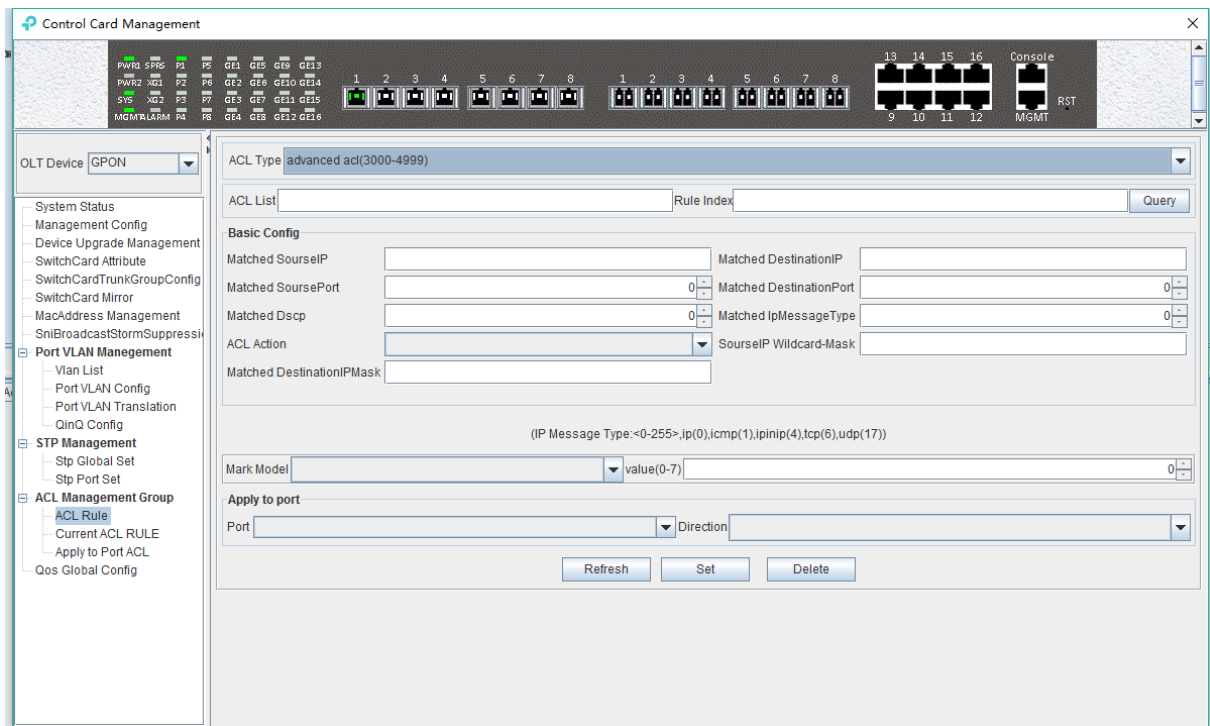 Control Card Management
PWR1 SPRS P1 P5 GE1 GE5 GE9 GE13
PWR2 XG1 P2 P6 GE2 GE6 GE10 GE14
SYS XG2 P3 P7 GE3 GE7 GE11 GE15
MGMT ALARM P4 P8 GE4 GE8 GE12 GE16
1 2 3 4 5 6 7 8 1 2 3 4 5 6 7 8
13 14 15 16 Console
RST
9 10 11 12 MGMT
OLT Device GPON
System Status
Management Config
Device Upgrade Management
SwitchCard Attribute
SwitchCardTrunkGroupConfig
SwitchCard Mirror
MacAddress Management
SniBroadcastStormSuppressi
Port VLAN Manegement
Vlan List
Port VLAN Config
Port VLAN Translation
QinQ Config
STP Management
Stp Global Set
Stp Port Set
ACL Management Group
ACL Rule
Current ACL RULE
Apply to Port ACL
Qos Global Config
ACL Type advanced acl(3000-4999)
ACL List Rule Index Query
Basic Config
Matched SourseIP Matched DestinationIP
Matched SoursePort 0 Matched DestinationPort 0
Matched Dscp 0 Matched IpMessageType 0
ACL Action SourseIP Wildcard-Mask
Matched DestinationIPMask
(IP Message Type:<0-255>,ip(0),icmp(1),ipinip(4),tcp(6),udp(17))
Mark Model value(0-7) 0
Apply to port
Port Direction
Refresh Set Delete